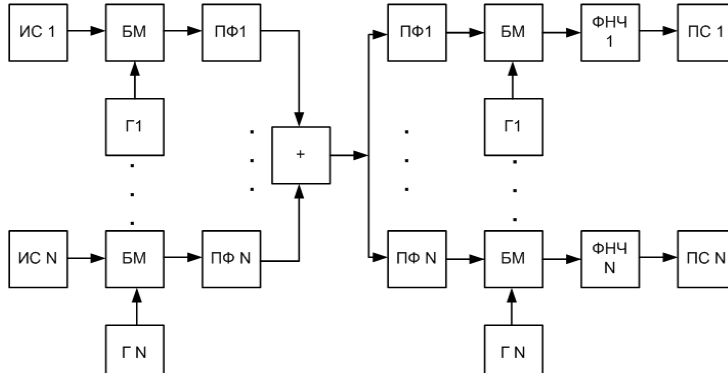 ИС 1
БМ
ПФ1
ПФ1
БМ
ФНЧ
1
ПС 1
Г1
Г1
+
ИС N
БМ
ПФ N
ПФ N
БМ
ФНЧ
N
ПС N
Г N
Г N